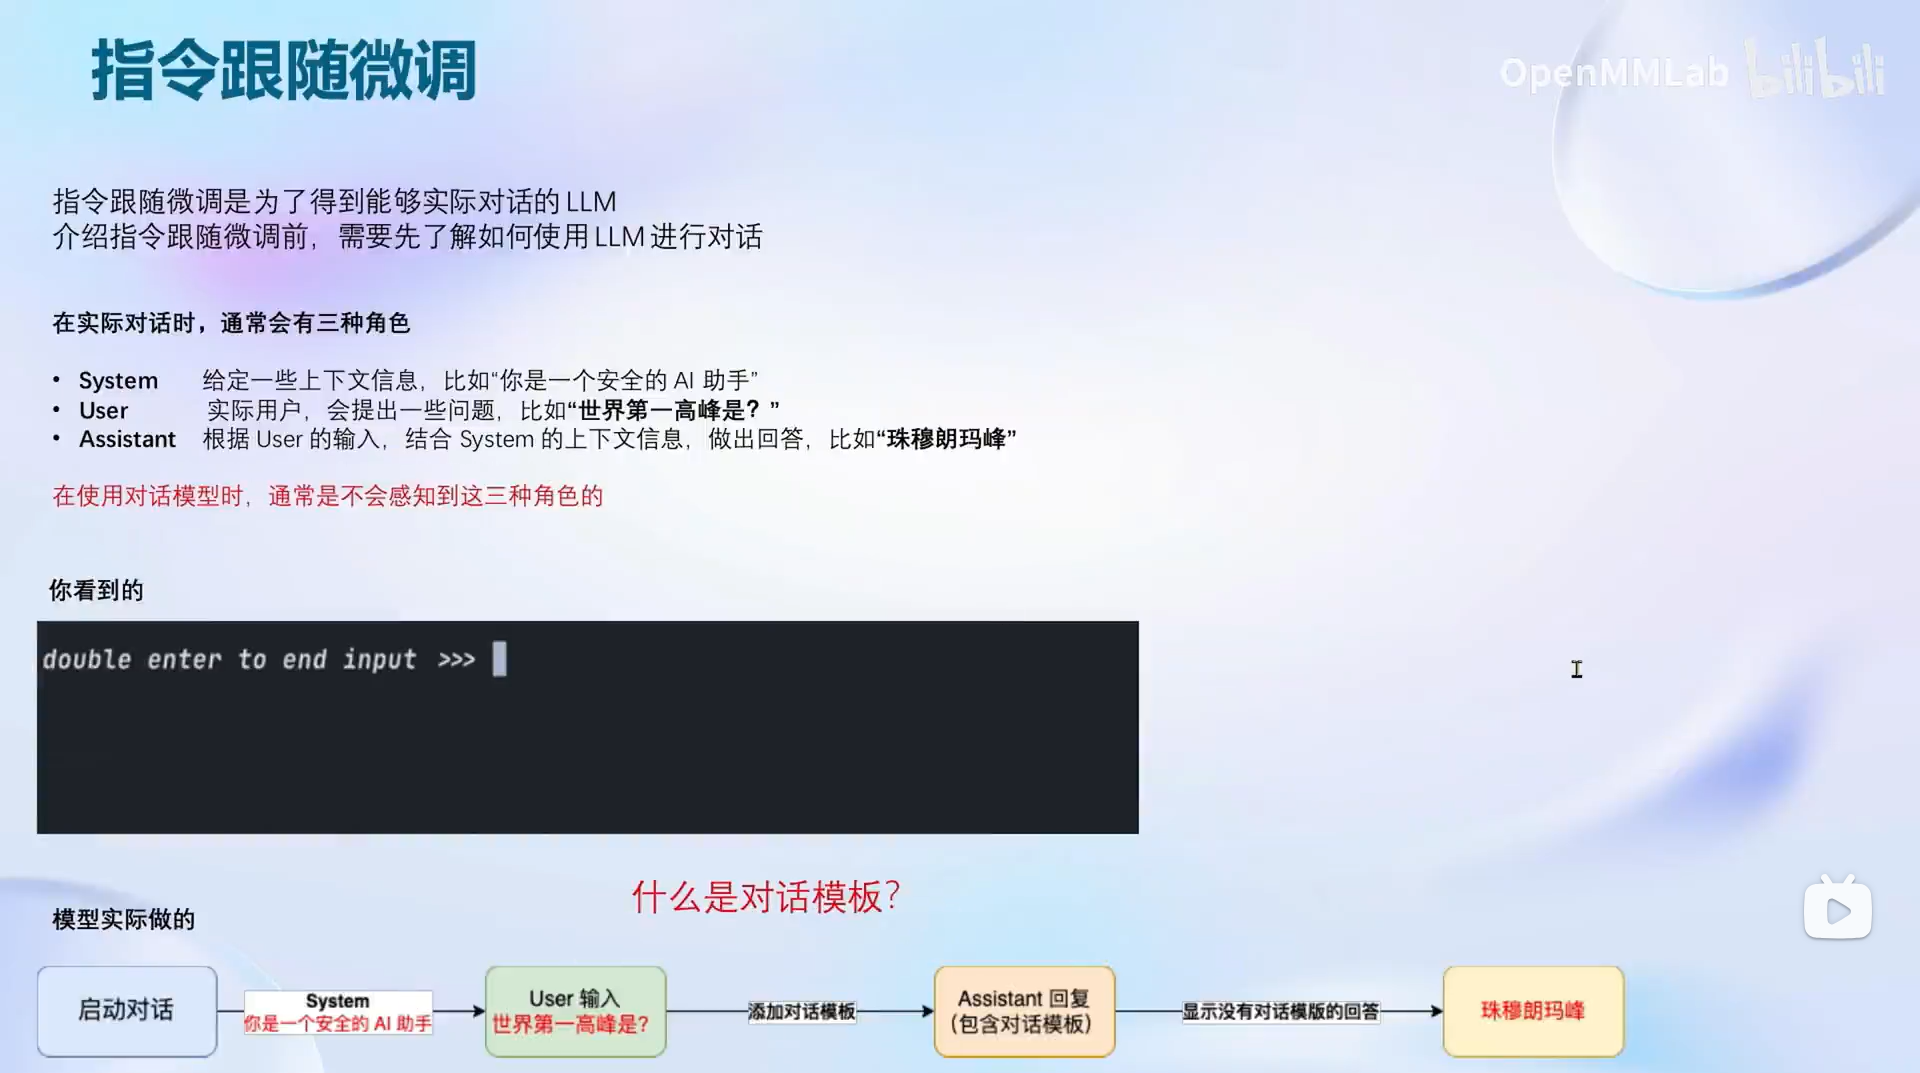 指令跟随微调
OpenMMLab bilibili
指令跟随微调是为了得到能够实际对话的 LLM
介绍指令跟随微调前，需要先了解如何使用 LLM 进行对话
在实际对话时，通常会有三种角色
• System 给定一些上下文信息，比如“你是一个安全的 AI 助手”
• User 实际用户，会提出一些问题，比如“世界第一高峰是？”
• Assistant 根据 User 的输入，结合 System 的上下文信息，做出回答，比如“珠穆朗玛峰”
在使用对话模型时，通常是不会感知到这三种角色的
你看到的
double enter to end input >>>
什么是对话模板？
模型实际做的
启动对话
System
你是一个安全的 AI 助手
User 输入
世界第一高峰是？
添加对话模板
Assistant 回复
(包含对话模板)
显示没有对话模版的回答
珠穆朗玛峰